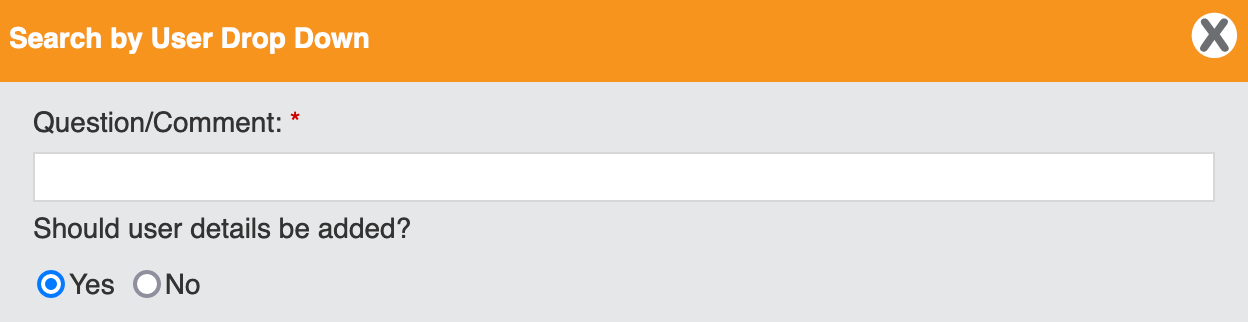 Search by User Drop Down
X
Question/Comment: *
Should user details be added?
Yes No